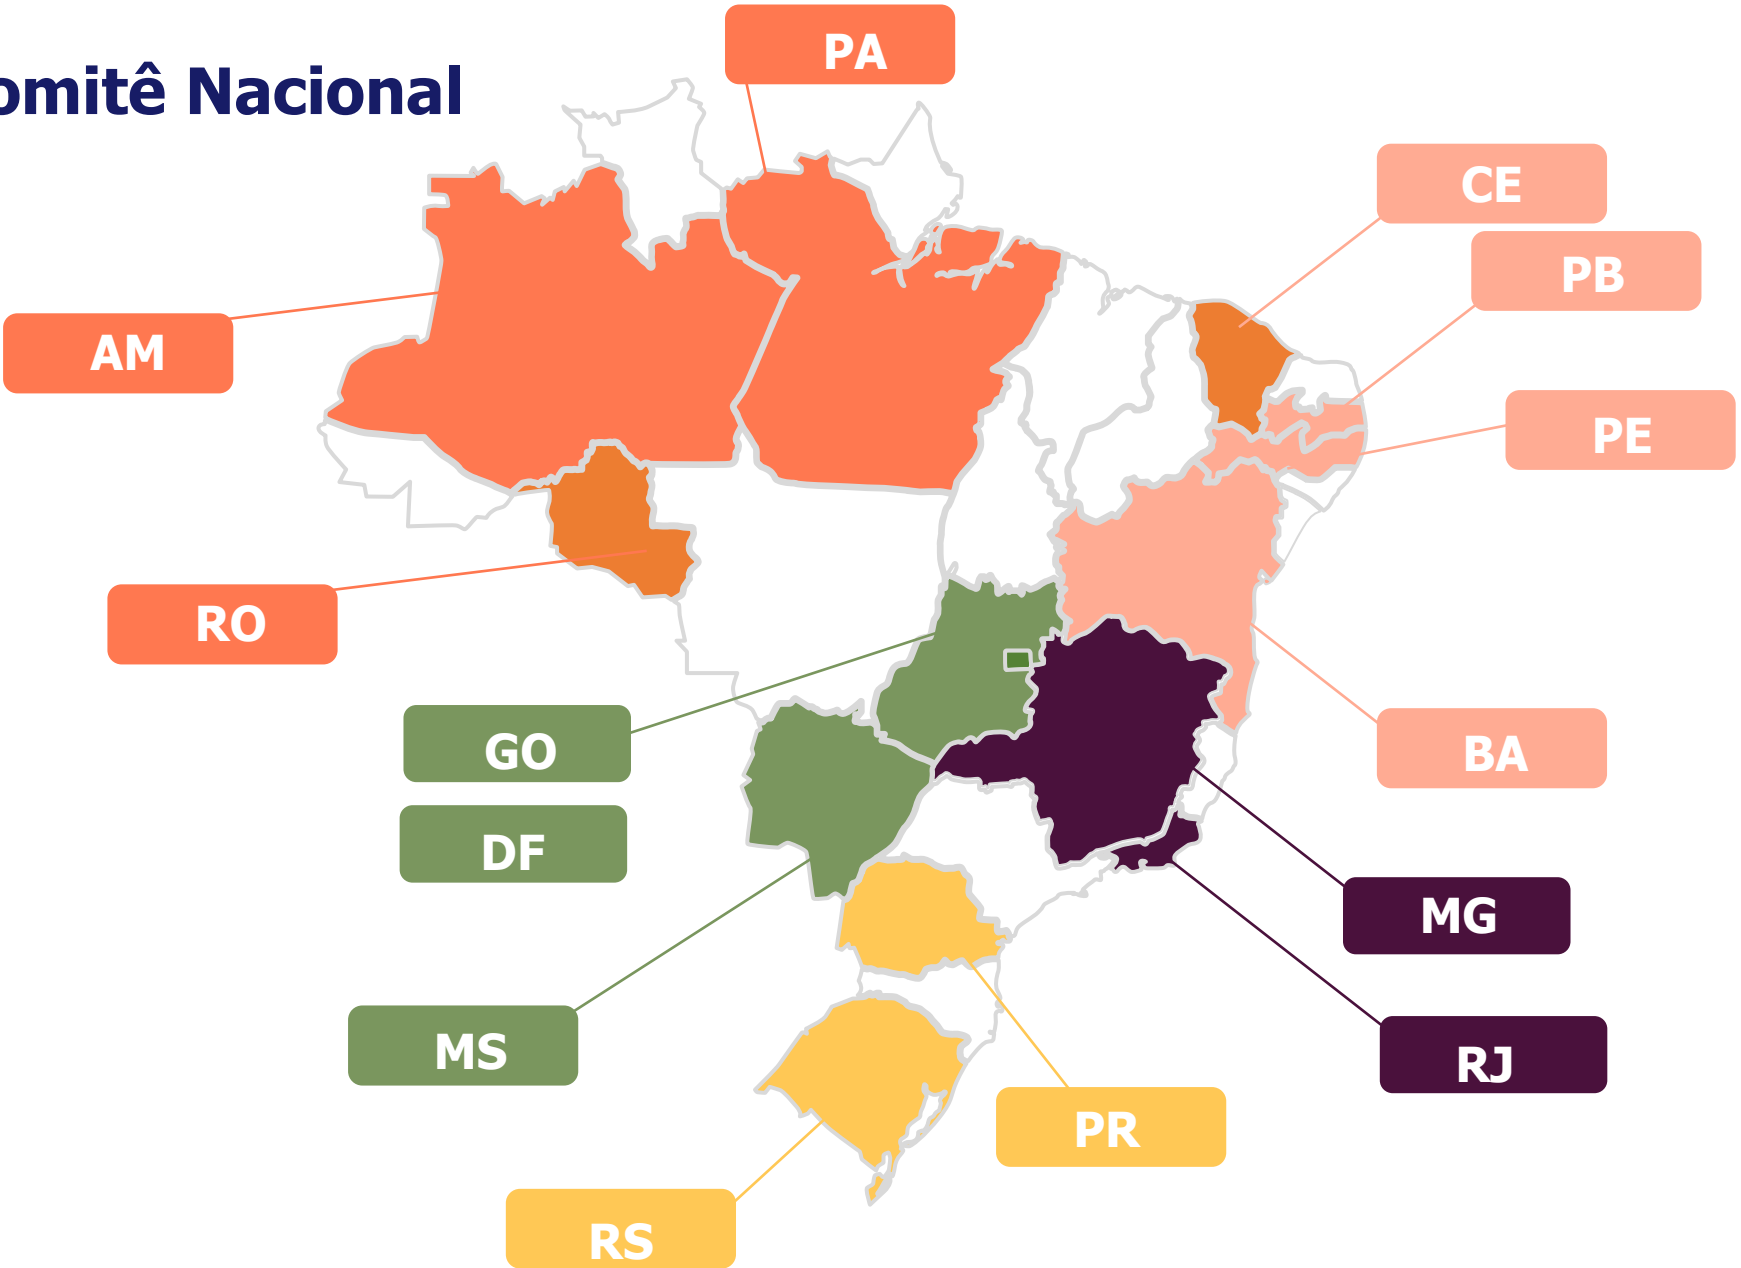 PA
omitê Nacional
CE
PB
AM
PE
RO
GO
BA
DF
MG
MS
RJ
PR
RS